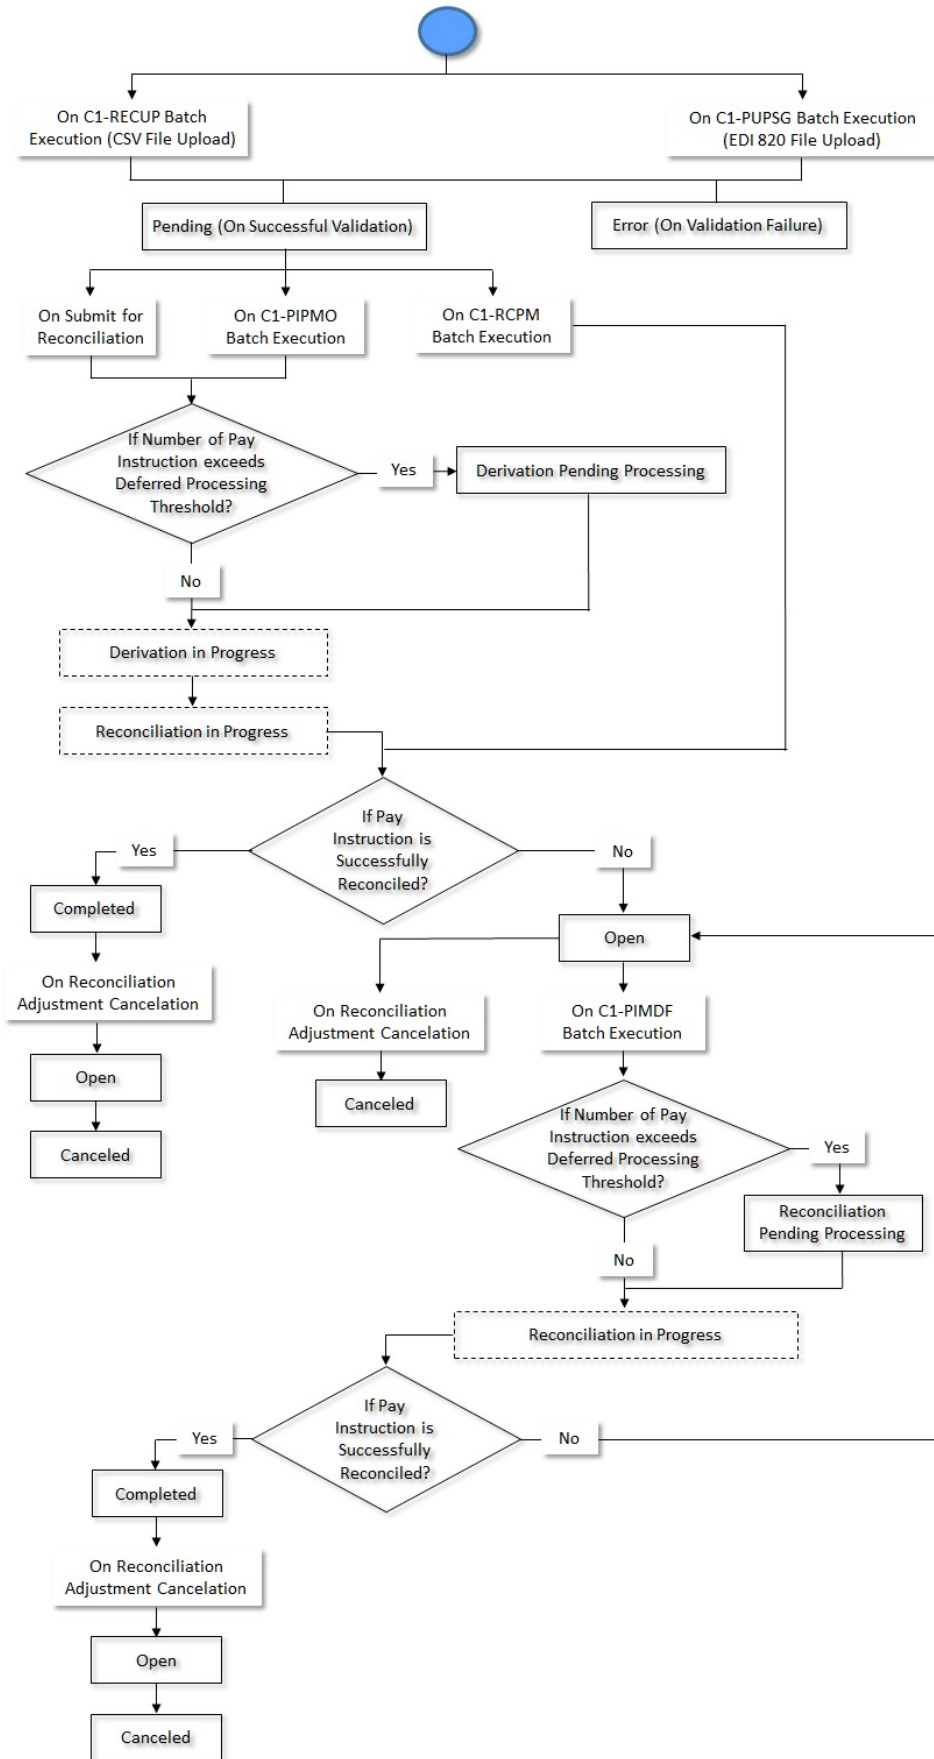 On C1-RECUP Batch
Execution (CSV File Upload)
On C1-PUPSG Batch Execution
(EDI 820 File Upload)
Pending (On Successful Validation)
Error (On Validation Failure)
On Submit for
Reconciliation
On C1-PIPMO
Batch Execution
On C1-RCPM
Batch Execution
If Number of Pay
Instruction exceeds
Deferred Processing
Threshold?
Yes
Derivation Pending Processing
No
Derivation in Progress
Reconciliation in Progress
If Pay
Instruction is
Successfully
Reconciled?
Yes
No
Completed
Open
On Reconciliation
Adjustment Cancelation
On Reconciliation
Adjustment Cancelation
On C1-PIMDF
Batch Execution
Open
Canceled
Canceled
If Number of Pay
Instruction exceeds
Deferred Processing
Threshold?
Yes
Reconciliation
Pending Processing
No
Reconciliation in Progress
If Pay
Instruction is
Successfully
Reconciled?
Yes
No
Completed
On Reconciliation
Adjustment Cancelation
Open
Canceled